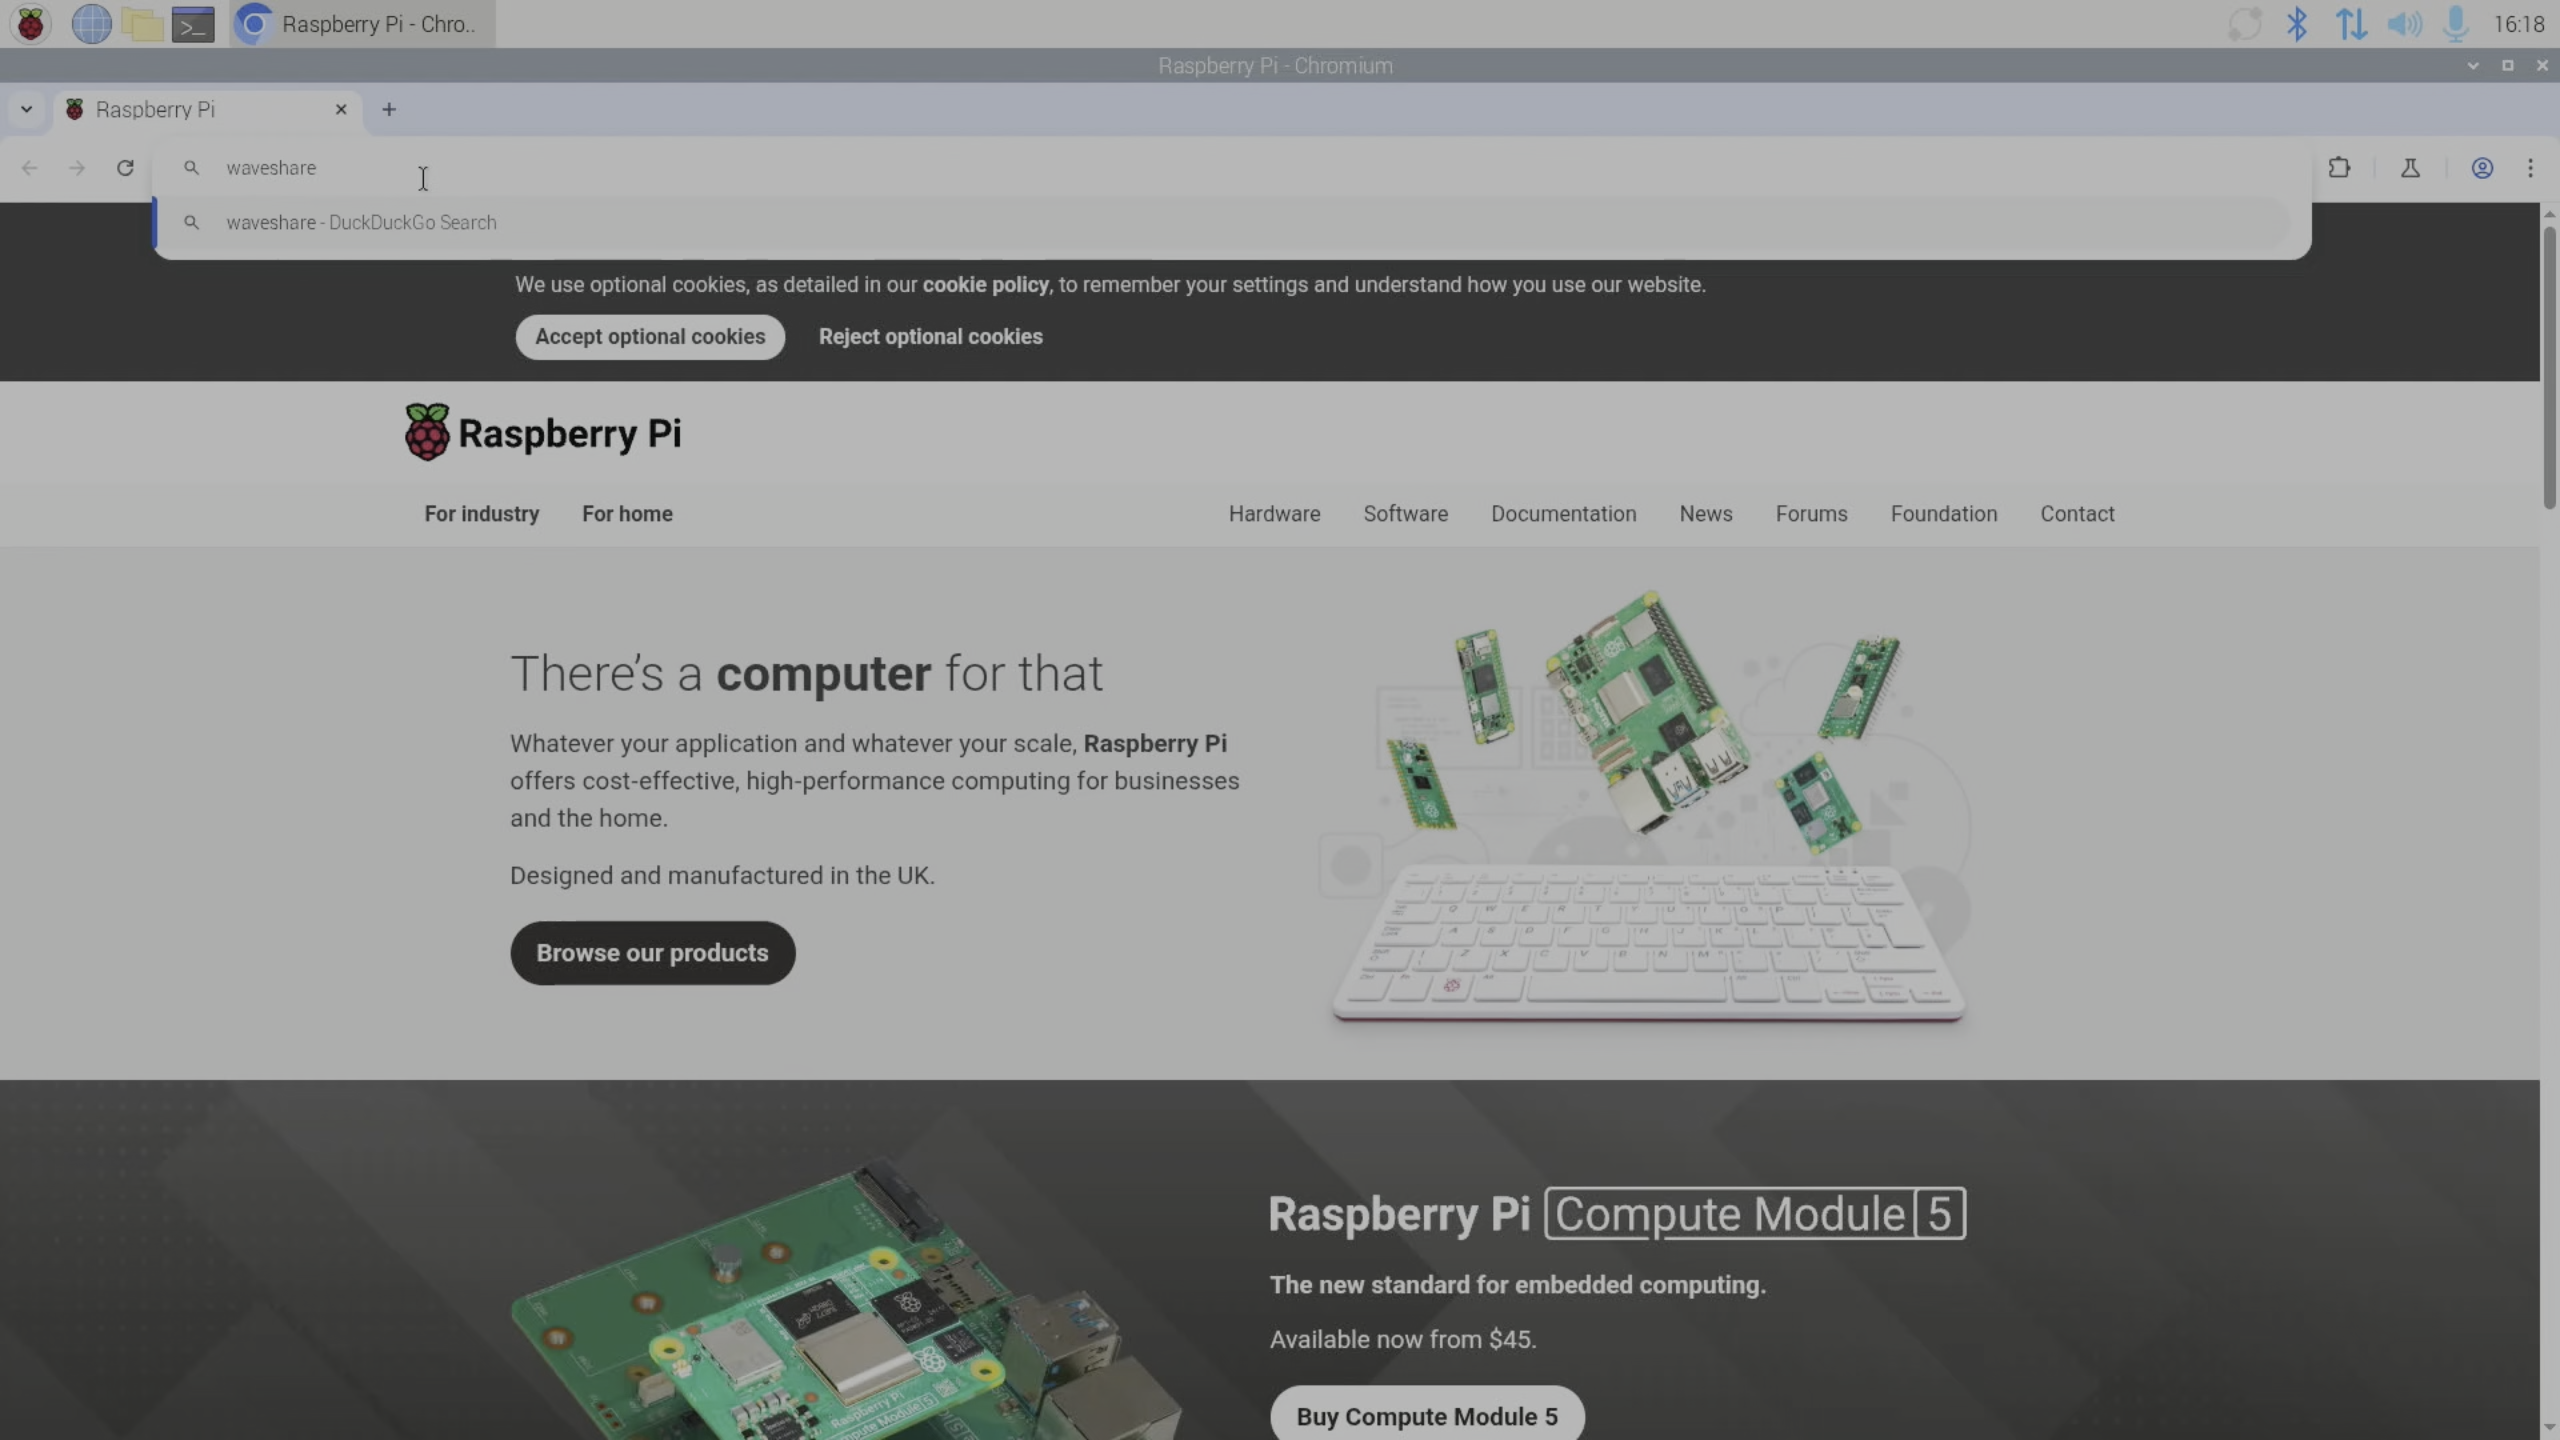 Raspberry Pi - Chro..
16:18
Raspberry Pi - Chromium
Raspberry Pi
waveshare
waveshare - DuckDuckGo Search
We use optional cookies, as detailed in our cookie policy, to remember your settings and understand how you use our website.
Accept optional cookies
Reject optional cookies
Raspberry Pi
For industry
For home
Hardware
Software
Documentation
News
Forums
Foundation
Contact
There's a computer for that
Whatever your application and whatever your scale, Raspberry Pi
offers cost-effective, high-performance computing for businesses
and the home.
Designed and manufactured in the UK.
Browse our products
Raspberry Pi Compute Module 5
The new standard for embedded computing.
Available now from $45.
Buy Compute Module 5
Raspberry Pi